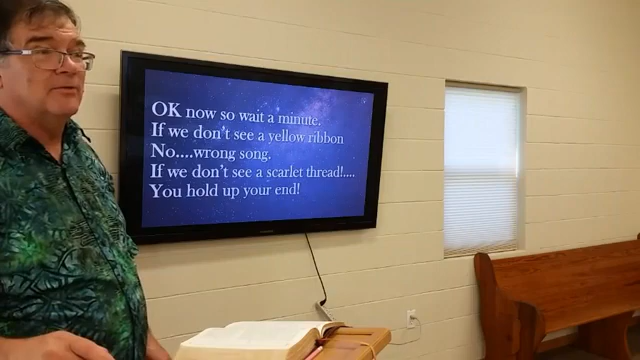 OK now so wait a minute.
If we don't see a yellow ribbon
No....wrong song.
If we don't see a scarlet thread!....
You hold up your end!